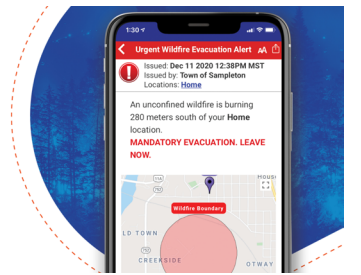 1:30
Urgent Wildfire Evacuation Alert AA
Issued: Dec 11 2020 12:38PM MST
Issued by: Town of Sampleton
Locations: Home
An unconfined wildfire is burning
280 meters south of your Home
location.
MANDATORY EVACUATION. LEAVE
NOW.
HOUS
Wildfire Boundary
LD TOWN
CREEKSIDE
OTWAY